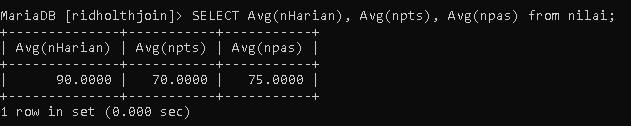 MariaDB [ridholthjoin]> SELECT Avg(nHarian), Avg(npts), Avg(npas) from nilai;
+-------------+-----------+-----------+
| Avg(nHarian) | Avg(npts) | Avg(npas) |
+-------------+-----------+-----------+
|      90.0000 |   70.0000 |   75.0000 |
+-------------+-----------+-----------+
1 row in set (0.000 sec)